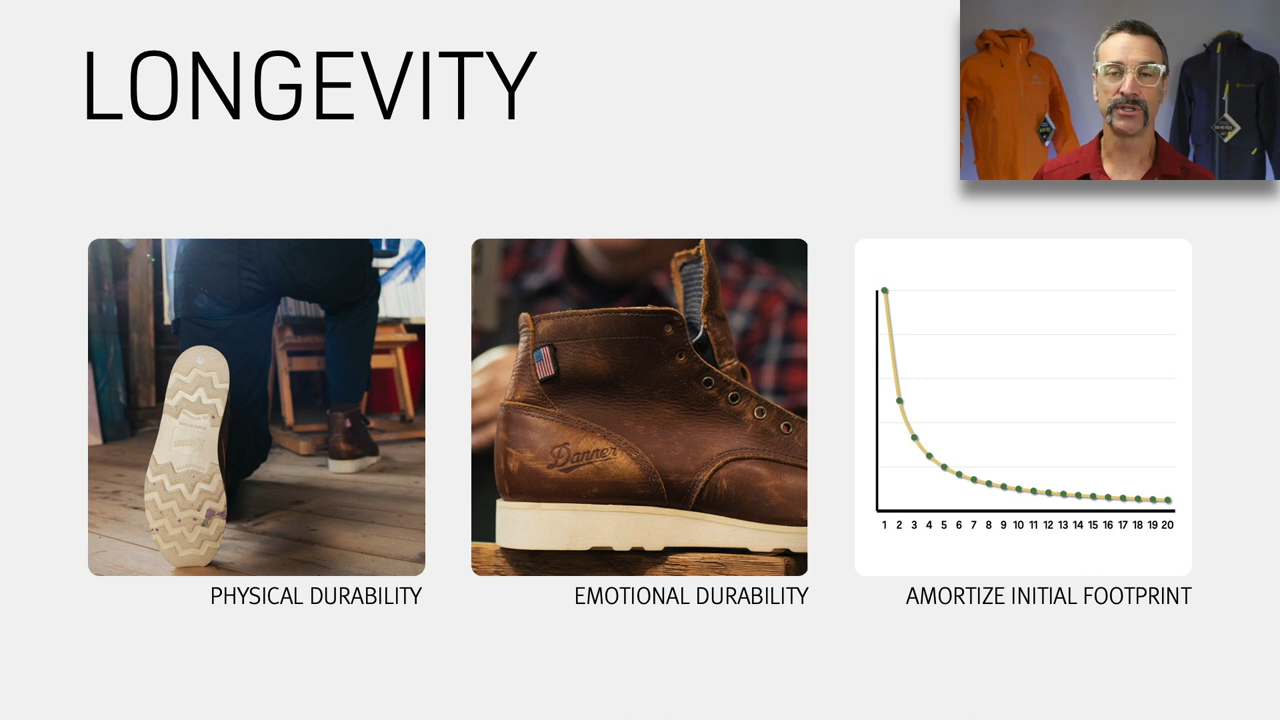 LONGEVITY
Danner
PHYSICAL DURABILITY
EMOTIONAL DURABILITY
1 2 3 4 5 6 7 8 9 10 11 12 13 14 15 16 17 18 19 20
AMORTIZE INITIAL FOOTPRINT